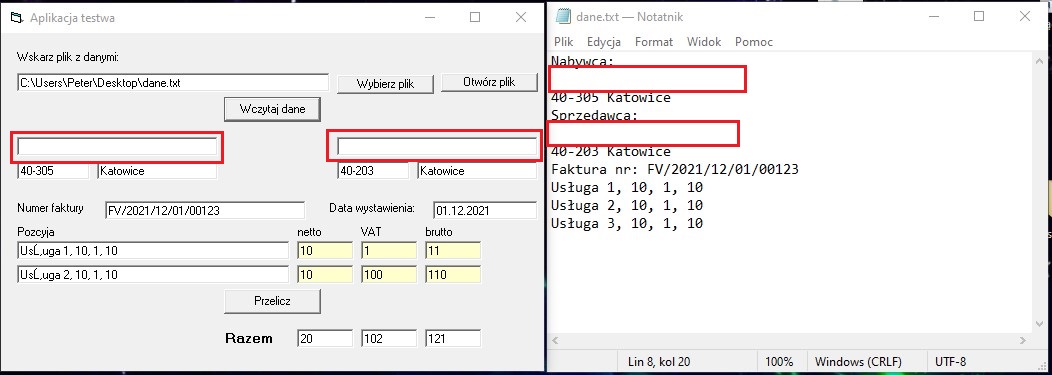 Aplikacja testwa
Wskarz plik z danymi:
C:\Users\Peter\Desktop\dane.txt
Wybierz plik
Otwórz plik
Wczytaj dane
40-305
Katowice
40-203
Katowice
Numer faktury
FV/2021/12/01/00123
Data wystawienia:
01.12.2021
Pozcyja
netto
VAT
brutto
UsĹ‚uga 1, 10, 1, 10
10
1
11
UsĹ‚uga 2, 10, 1, 10
10
100
110
Przelicz
Razem
20
102
121
dane.txt — Notatnik
Plik Edycja Format Widok Pomoc
Nabywca:
40-305 Katowice
Sprzedawca:
40-203 Katowice
Faktura nr: FV/2021/12/01/00123
Usługa 1, 10, 1, 10
Usługa 2, 10, 1, 10
Usługa 3, 10, 1, 10
Lin 8, kol 20
100%
Windows (CRLF)
UTF-8